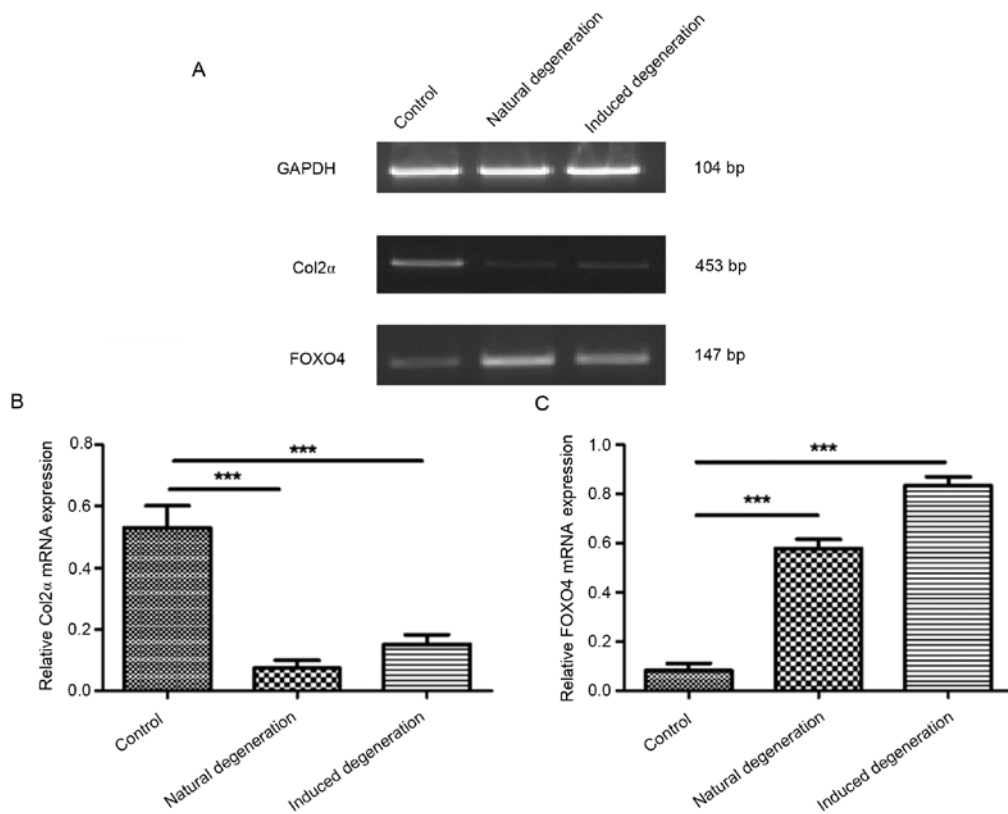 A
Control
Natural degeneration
Induced degeneration
GAPDH
104 bp
Col2α
453 bp
FOXO4
147 bp
B
Relative Col2α mRNA expression
0.8
0.6
0.4
0.2
0.0
***
***
Control
Natural degeneration
Induced degeneration
C
Relative FOXO4 mRNA expression
1.0
0.8
0.6
0.4
0.2
0.0
***
***
Control
Natural degeneration
Induced degeneration